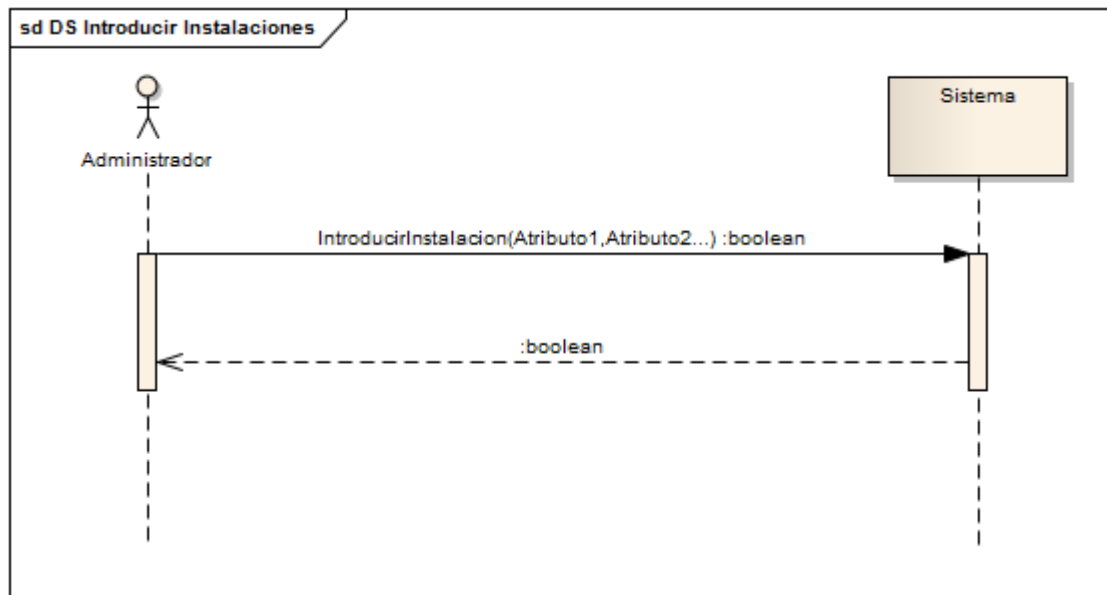 sd DS Introducir Instalaciones
Sistema
Administrador
IntroducirInstalacion(Atributo1,Atributo2...) :boolean
:boolean